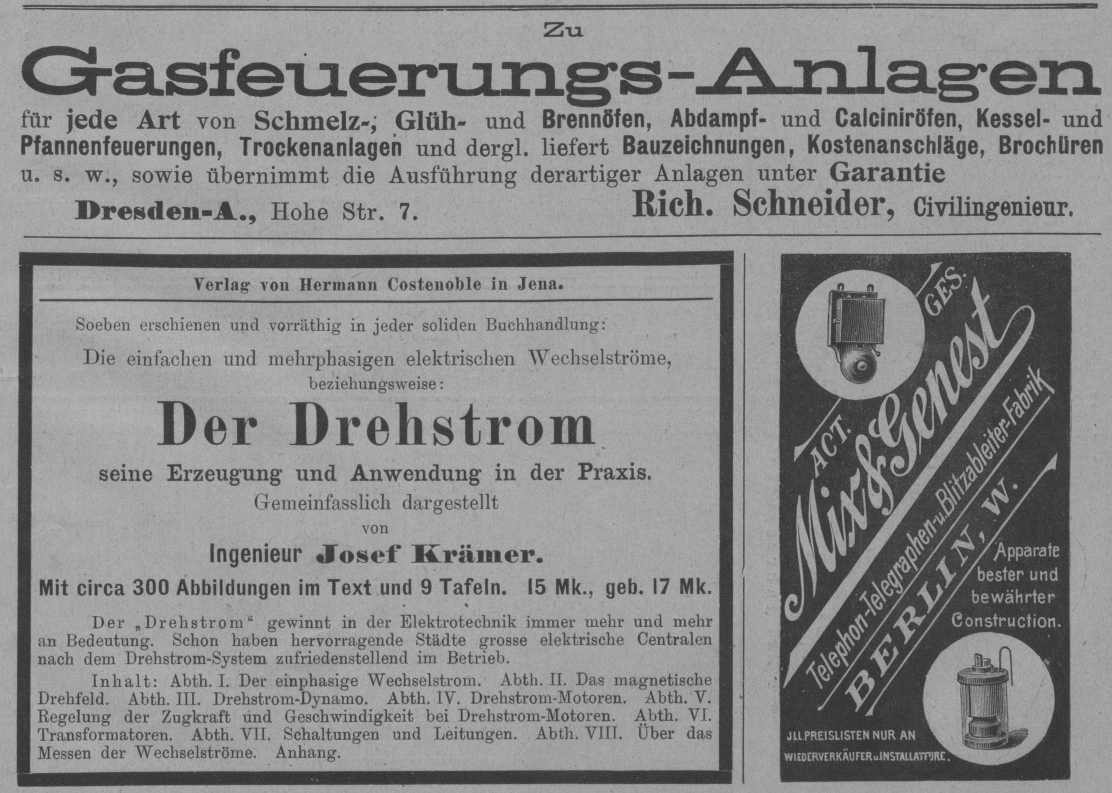 Zu
Gasfeuerungs-Anlagen
für jede Art von Schmelz-, Glüh- und Brennöfen, Abdampf- und Calciniröfen, Kessel- und
Pfannenfeuerungen, Trockenanlagen und dergl. liefert Bauzeichnungen, Kostenanschläge, Brochüren
u. s. w., sowie übernimmt die Ausführung derartiger Anlagen unter Garantie
Dresden-A., Hohe Str. 7. Rich. Schneider, Civilingenieur.
Verlag von Hermann Costenoble in Jena.
Soeben erschienen und vorräthig in jeder soliden Buchhandlung:
Die einfachen und mehrphasigen elektrischen Wechselströme,
beziehungsweise:
Der Drehstrom
seine Erzeugung und Anwendung in der Praxis.
Gemeinfasslich dargestellt
von
Ingenieur Josef Krämer.
Mit circa 300 Abbildungen im Text und 9 Tafeln. 15 Mk., geb. 17 Mk.
Der „Drehstrom“ gewinnt in der Elektrotechnik immer mehr und mehr
an Bedeutung. Schon haben hervorragende Städte grosse elektrische Centralen
nach dem Drehstrom-System zufriedenstellend im Betrieb.
Inhalt: Abth. I. Der einphasige Wechselstrom. Abth. II. Das magnetische
Drehfeld. Abth. III. Drehstrom-Dynamo. Abth. IV. Drehstrom-Motoren. Abth. V.
Regelung der Zugkraft und Geschwindigkeit bei Drehstrom-Motoren. Abth. VI.
Transformatoren. Abth. VII. Schaltungen und Leitungen. Abth. VIII. Über das
Messen der Wechselströme. Anhang.
ACT. GES.
Mix & Genest
Telephon-Telegraphen-u. Blitzableiter-Fabrik
BERLIN, W.
Apparate
bester und
bewährter
Construction.
JLL.PREISLISTEN NUR AN
WIEDERVERKÄUFER u. INSTALLATEURE.